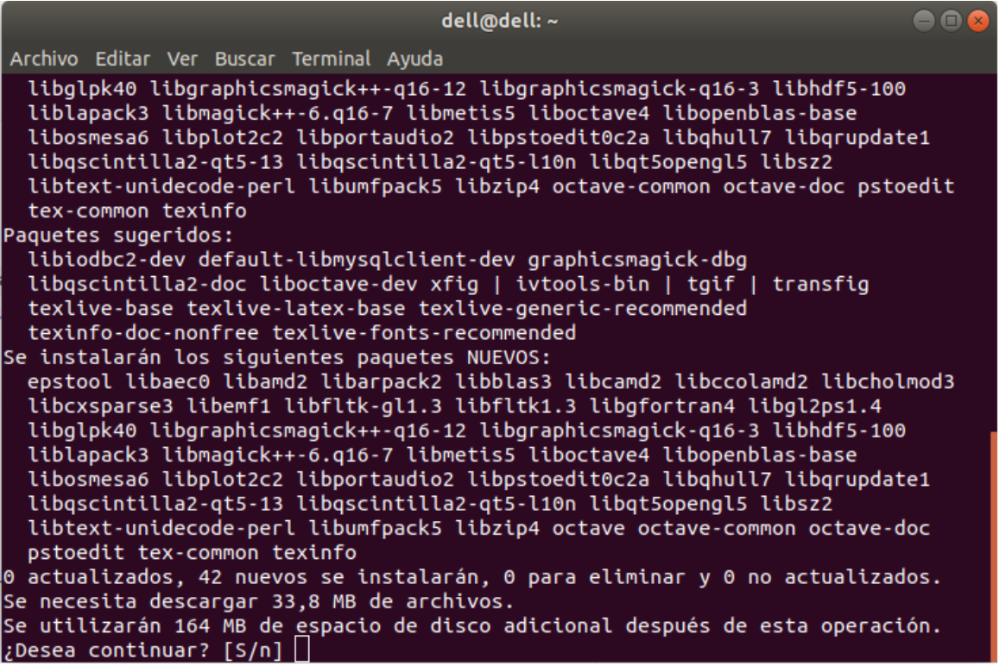 dell@dell: ~
Archivo Editar Ver Buscar Terminal Ayuda
libglpk40 libgraphicsmagick++-q16-12 libgraphicsmagick-q16-3 libhdf5-100
liblapack3 libmagick++-6.q16-7 libmetis5 liboctave4 libopenblas-base
libosmesa6 libplot2c2 libportaudio2 libpstoedit0c2a libqhull7 libqrupdate1
libqscintilla2-qt5-13 libqscintilla2-qt5-l10n libqt5opengl5 libsz2
libtext-unidecode-perl libumfpack5 libzip4 octave-common octave-doc pstoedit
tex-common texinfo
Paquetes sugeridos:
libiodbc2-dev default-libmysqlclient-dev graphicsmagick-dbg
libqscintilla2-doc liboctave-dev xfig | ivtools-bin | tgif | transfig
texlive-base texlive-latex-base texlive-generic-recommended
texinfo-doc-nonfree texlive-fonts-recommended
Se instalarán los siguientes paquetes NUEVOS:
epstool libaec0 libamd2 libarpack2 libblas3 libcamd2 libccolamd2 libcholmod3
libcxsparse3 libemf1 libfltk-gl1.3 libfltk1.3 libgfortran4 libgl2ps1.4
libglpk40 libgraphicsmagick++-q16-12 libgraphicsmagick-q16-3 libhdf5-100
liblapack3 libmagick++-6.q16-7 libmetis5 liboctave4 libopenblas-base
libosmesa6 libplot2c2 libportaudio2 libpstoedit0c2a libqhull7 libqrupdate1
libqscintilla2-qt5-13 libqscintilla2-qt5-l10n libqt5opengl5 libsz2
libtext-unidecode-perl libumfpack5 libzip4 octave octave-common octave-doc
pstoedit tex-common texinfo
0 actualizados, 42 nuevos se instalarán, 0 para eliminar y 0 no actualizados.
Se necesita descargar 33,8 MB de archivos.
Se utilizarán 164 MB de espacio de disco adicional después de esta operación.
¿Desea continuar? [S/n]